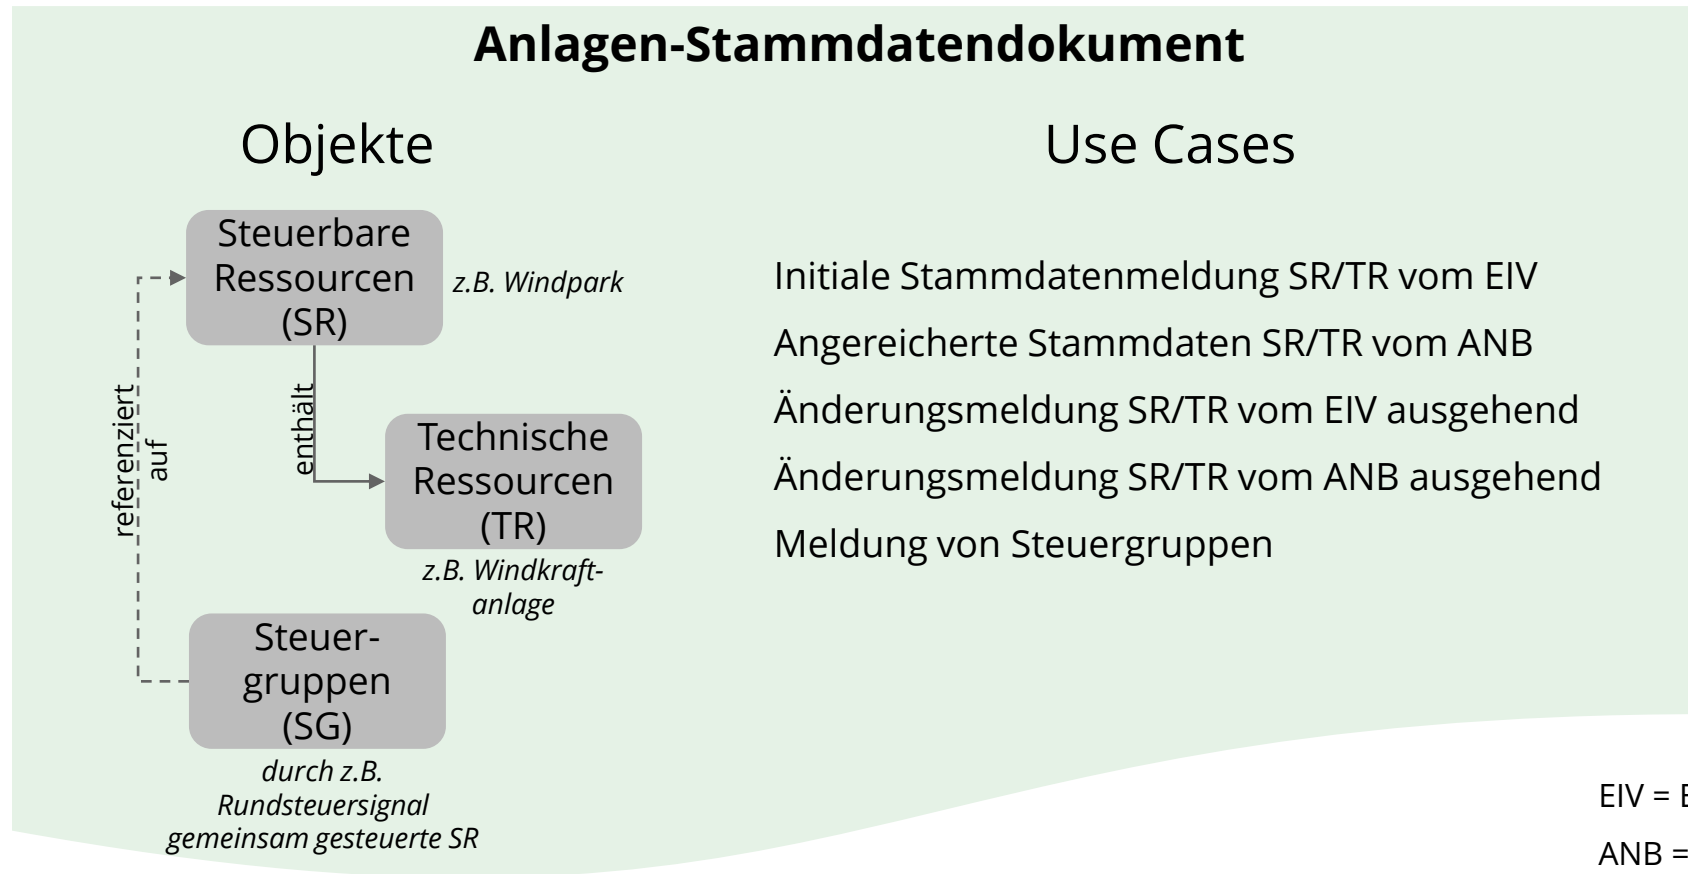 Anlagen-Stammdatendokument
Objekte
Steuerbare
Ressourcen
(SR)
z.B. Windpark
referenziert
auf
enthält
Technische
Ressourcen
(TR)
z.B. Windkraft-
anlage
Steuer-
gruppen
(SG)
durch z.B.
Rundsteuersignal
gemeinsam gesteuerte SR
Use Cases
Initiale Stammdatenmeldung SR/TR vom EIV
Angereicherte Stammdaten SR/TR vom ANB
Änderungsmeldung SR/TR vom EIV ausgehend
Änderungsmeldung SR/TR vom ANB ausgehend
Meldung von Steuergruppen
EIV =
ANB =